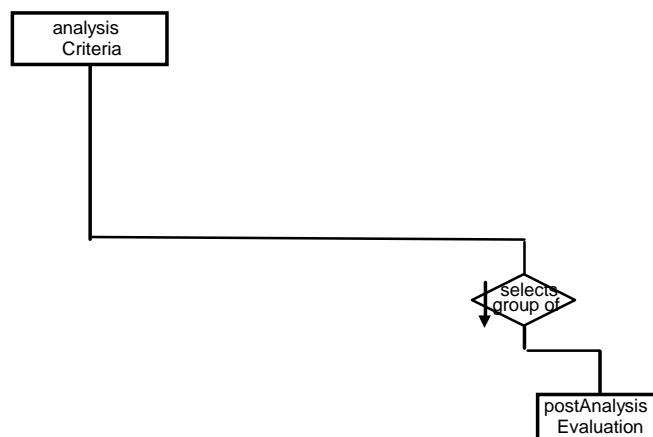 analysis
Criteria
selects
group of
postAnalysis
Evaluation